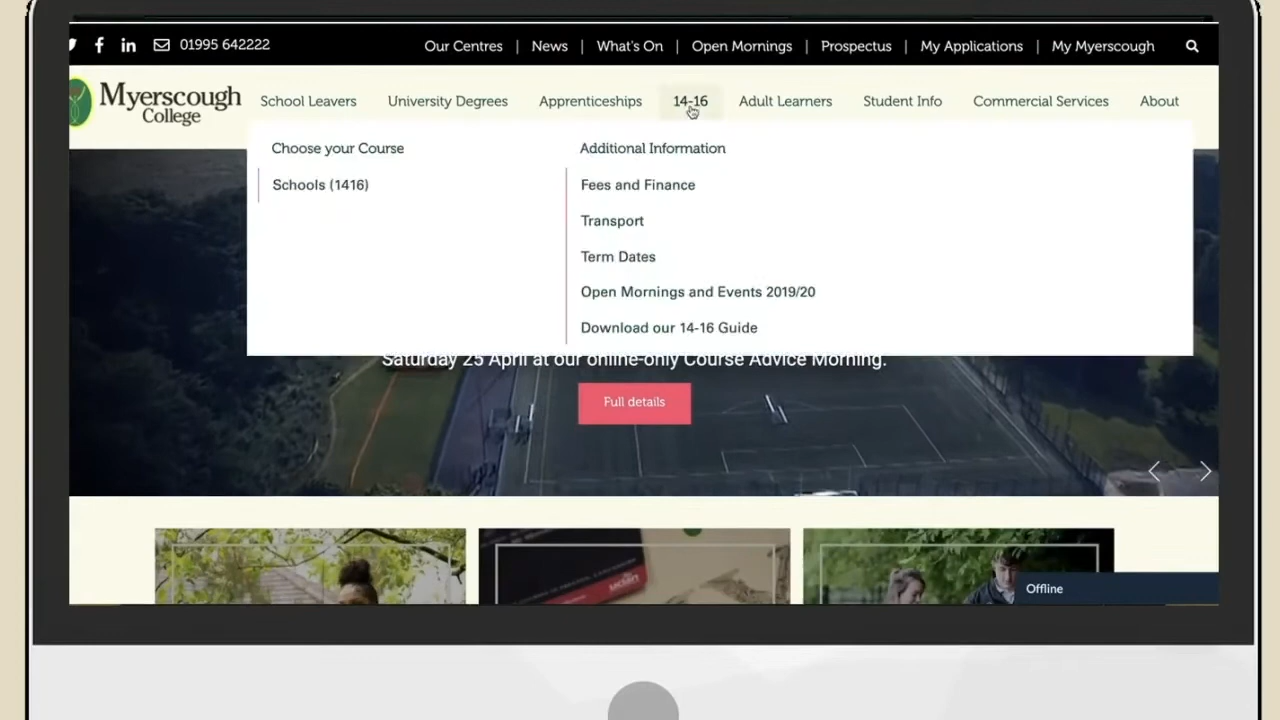 01995 642222
Our Centres | News | What's On | Open Mornings | Prospectus | My Applications | My Myerscough
Myerscough
College
School Leavers
University Degrees
Apprenticeships
14-16
Adult Learners
Student Info
Commercial Services
About
Choose your Course
Schools (1416)
Additional Information
Fees and Finance
Transport
Term Dates
Open Mornings and Events 2019/20
Download our 14-16 Guide
Saturday 25 April at our online-only Course Advice Morning.
Full details
Offline